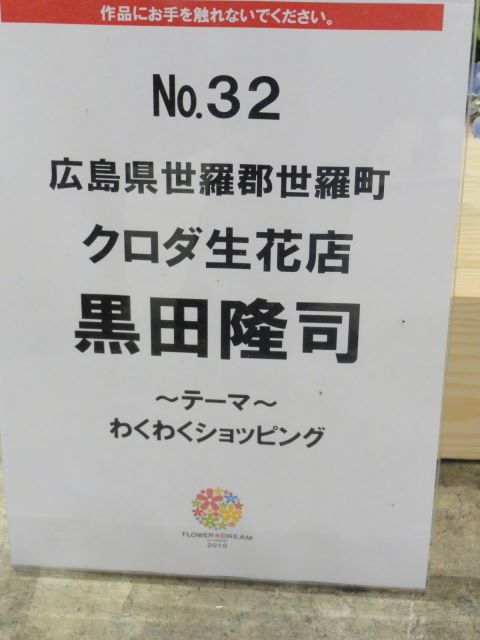 作品にお手を触れないでください。
No.32
広島県世羅郡世羅町
クロダ生花店
黒田隆司
～テーマ～
わくわくショッピング
FLOWER★DREAM
2010